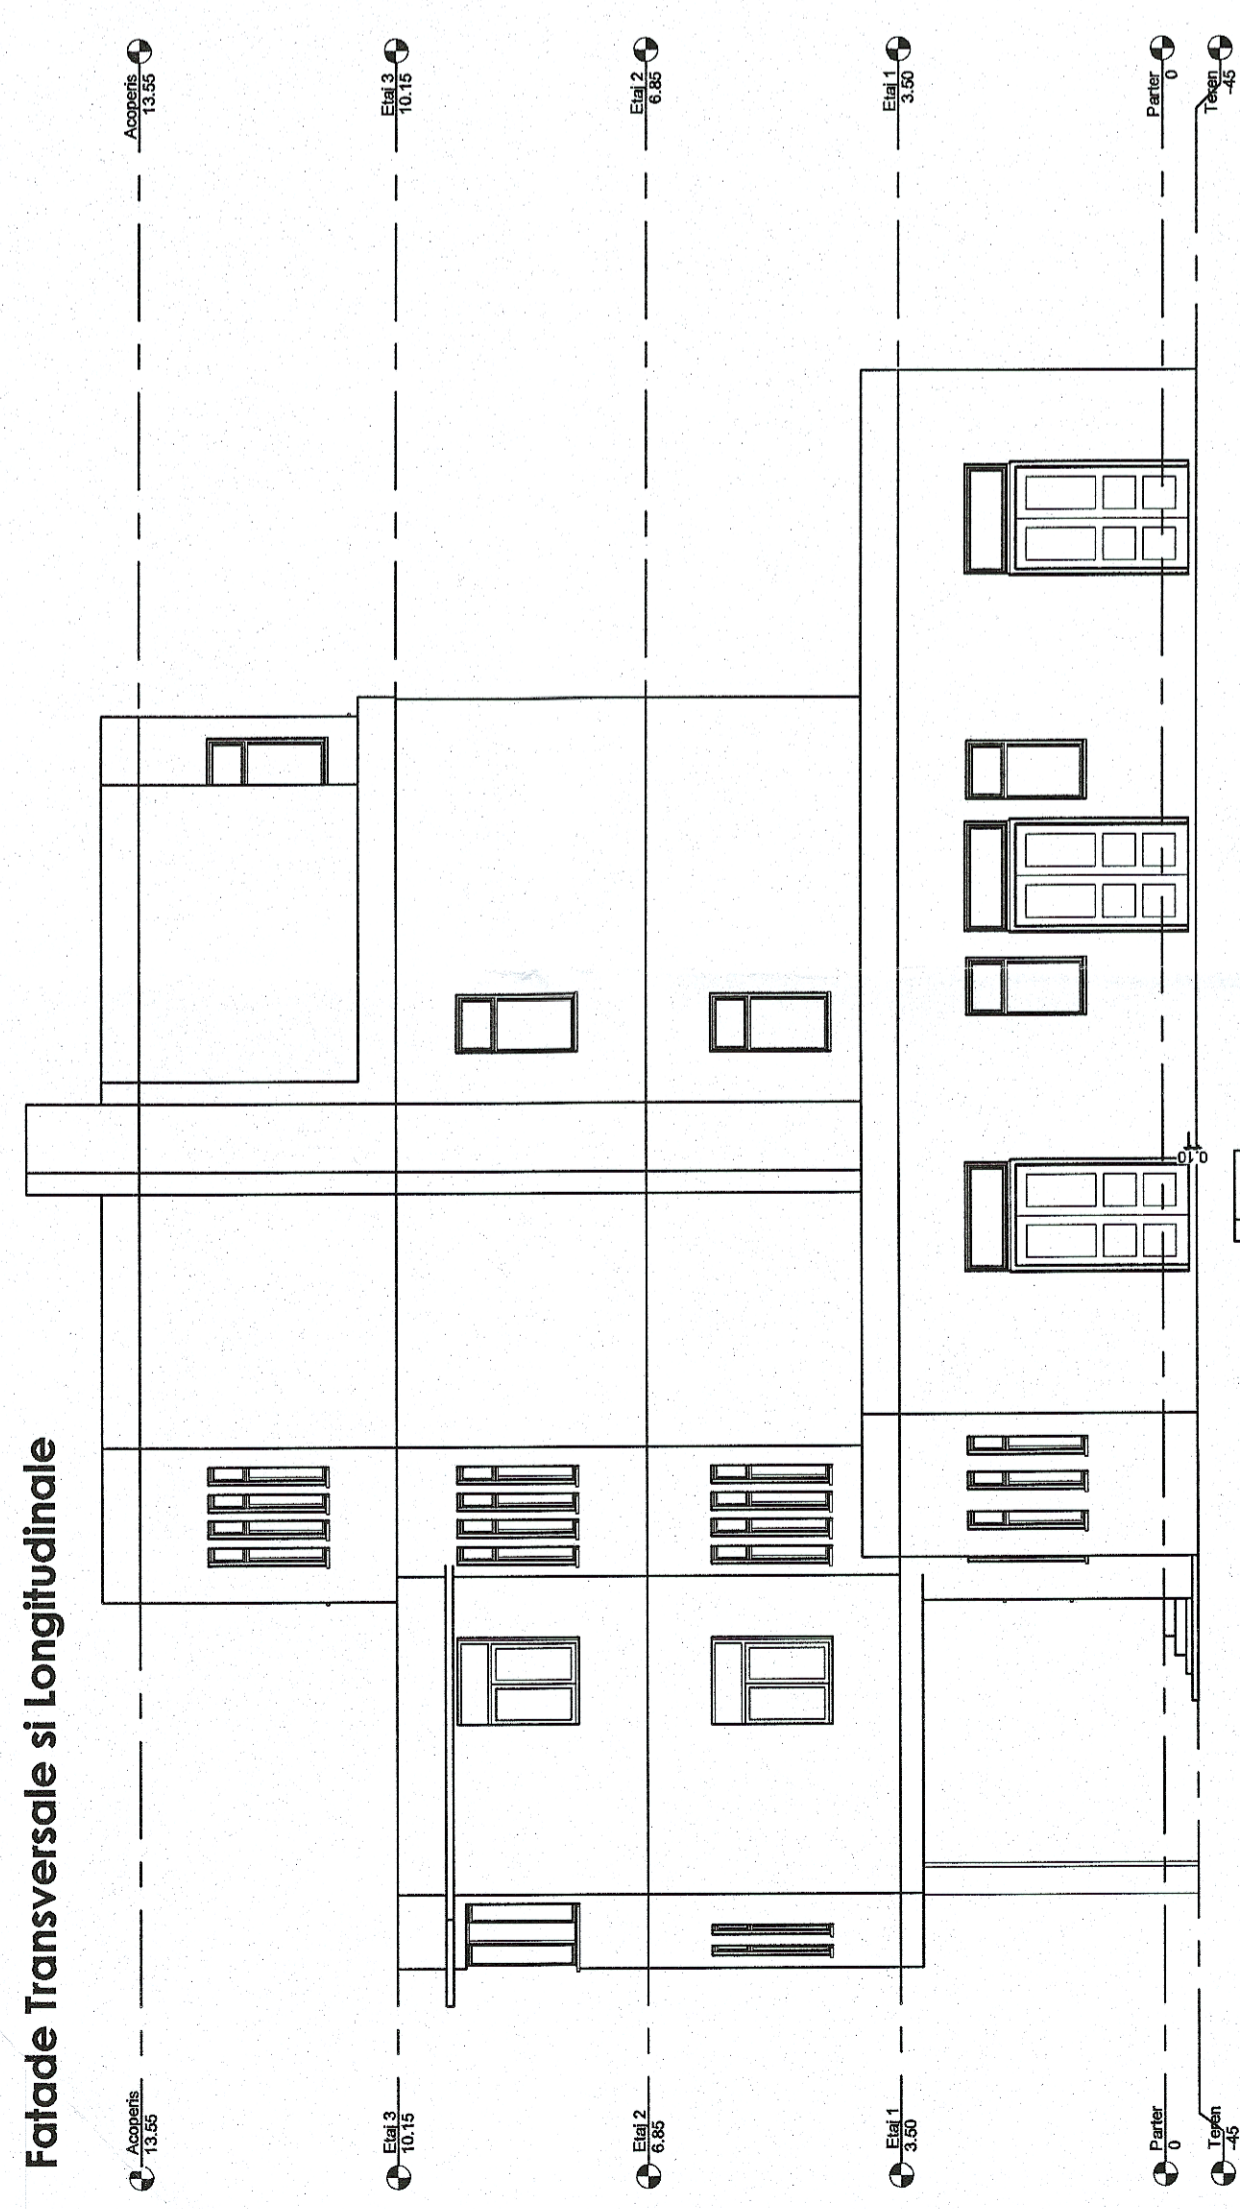 Fatade Transversale si Longitudinale
Acoperis
13.55
Acoperis
13.55
Etaj 3
10.15
Etaj 3
10.15
Etaj 2
6.85
Etaj 2
6.85
Etaj 1
3.50
Etaj 1
3.50
Parter
0
Parter
0
0.10
Teren
-45
Teren
-45